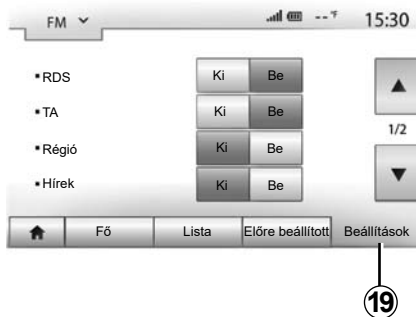 FM --°F 15:30
RDS Ki Be
TA Ki Be
1/2
Régió Ki Be
Hírek Ki Be
Fő Lista Előre beállított Beállítások
19